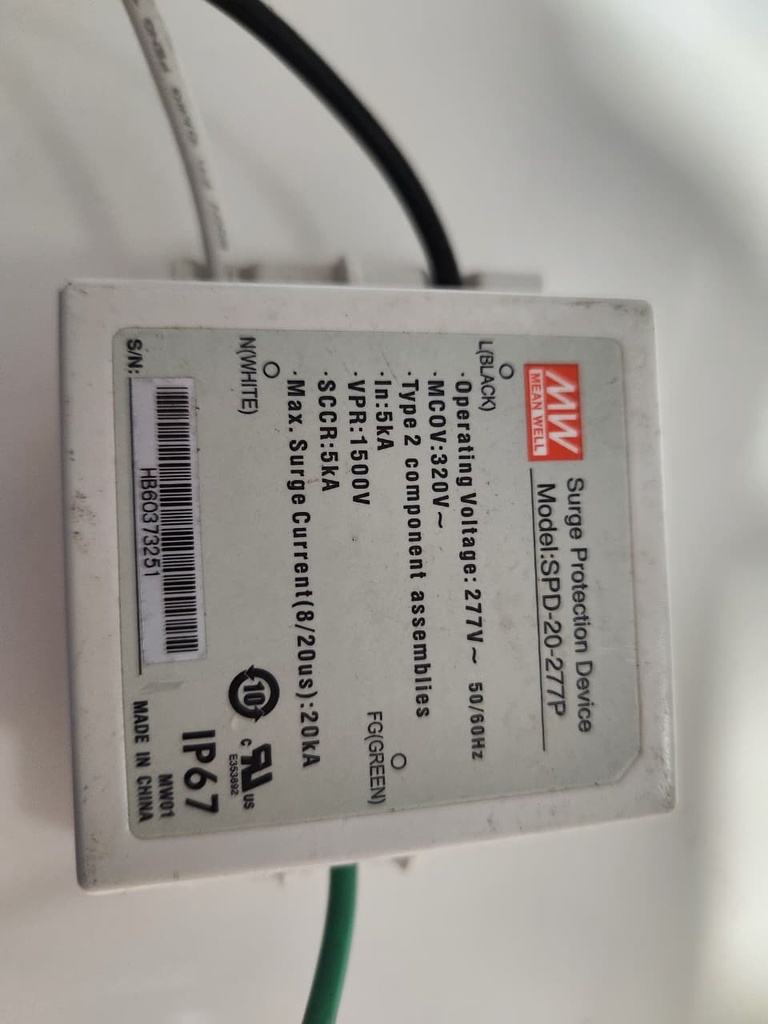 MW
MEAN WELL
Surge Protection Device
Model:SPD-20-277P
L(BLACK)
·Operating Voltage: 277V~ 50/60Hz
·MCOV:320V~
·Type 2 component assemblies
·In:5kA
·VPR:1500V
·SCCR:5kA
·Max. Surge Current(8/20us):20kA
FG(GREEN)
N(WHITE)
10
c RU US
E353692
IP67
S/N:
HB60373251
MW01
MADE IN CHINA